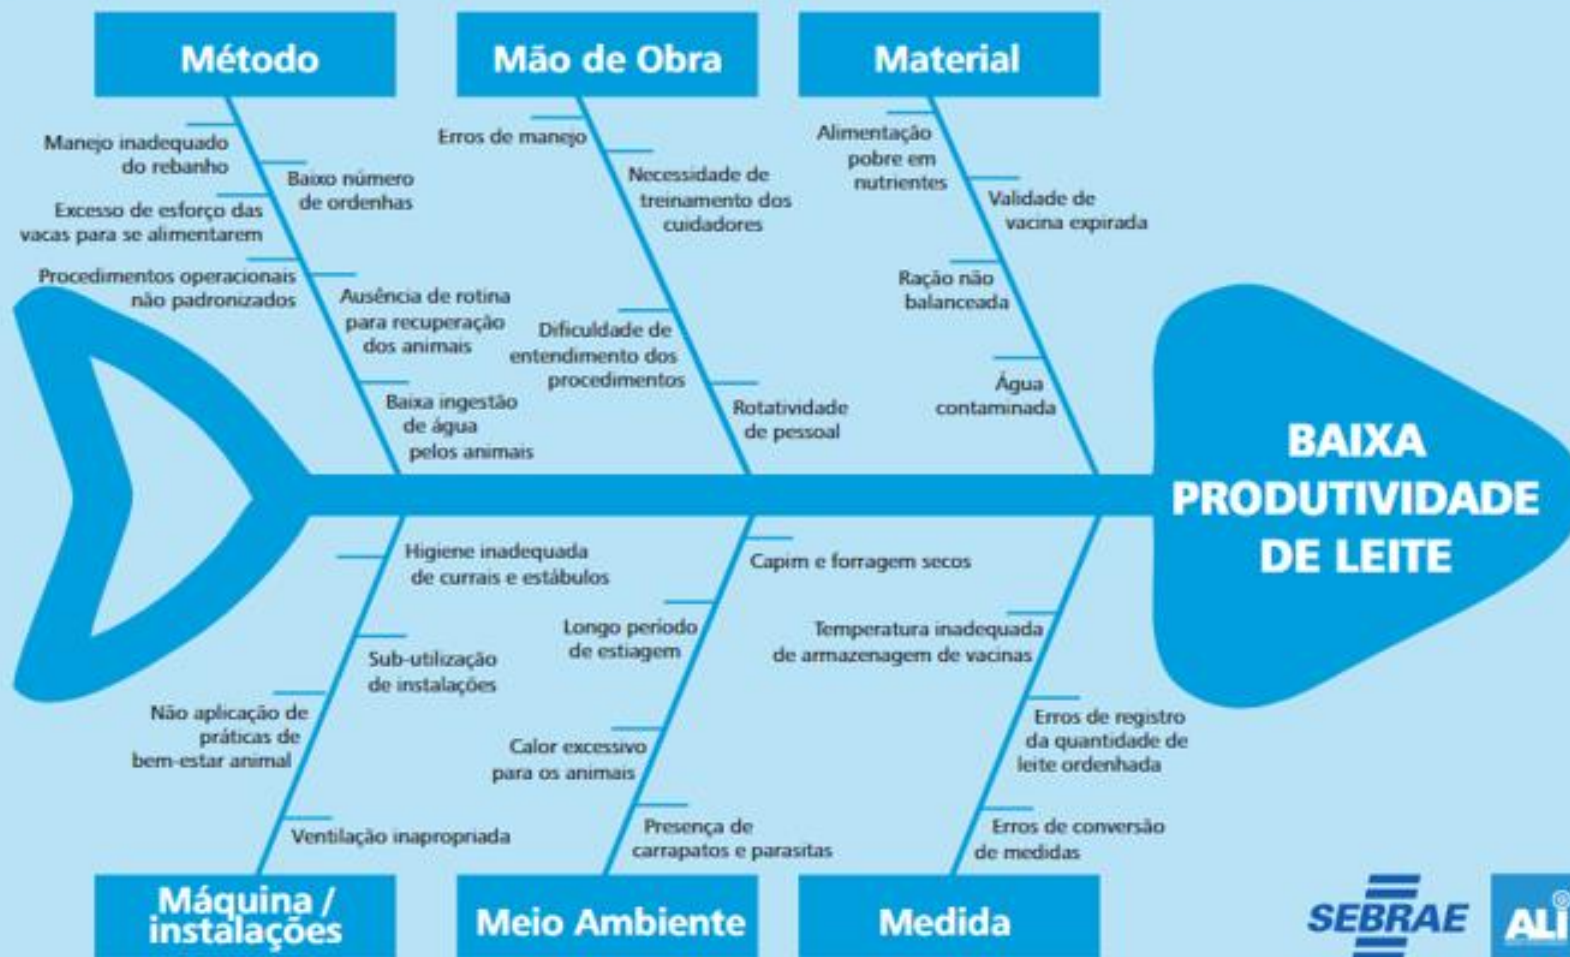 Método
Manejo inadequado
do rebanho
Baixo número
de ordenhas
Excesso de esforço das
vacas para se alimentarem
Procedimentos operacionais
não padronizados
Ausência de rotina
para recuperação
dos animais
Baixa ingestão
de água
pelos animais
Mão de Obra
Erros de manejo
Necessidade de
treinamento dos
cuidadores
Dificuldade de
entendimento dos
procedimentos
Rotatividade
de pessoal
Material
Alimentação
pobre em
nutrientes
Validade de
vacina expirada
Ração não
balanceada
Água
contaminada
BAIXA
PRODUTIVIDADE
DE LEITE
Higiene inadequada
de currais e estábulos
Sub-utilização
de instalações
Não aplicação de
práticas de
bem-estar animal
Ventilação inapropriada
Máquina /
instalações
Capim e forragem secos
Longo período
de estiagem
Calor excessivo
para os animais
Presença de
carrapatos e parasitas
Meio Ambiente
Temperatura inadequada
de armazenagem de vacinas
Erros de registro
da quantidade de
leite ordenhada
Erros de conversão
de medidas
Medida
SEBRAE
ALI